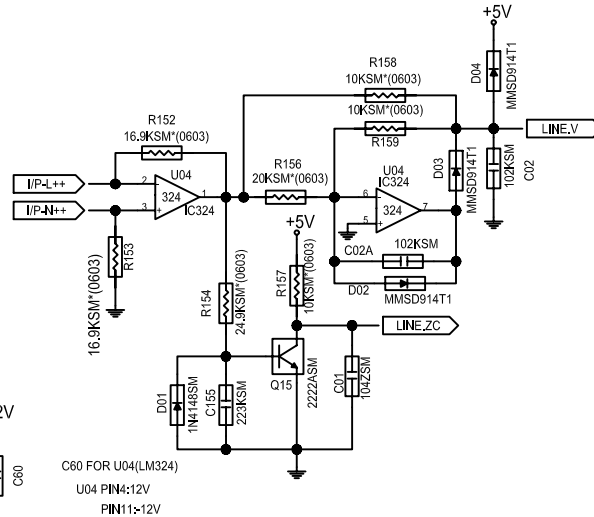 +5V
D04
MMSD914T1
R158
10KSM*(0603)
10KSM*(0603)
R159
LINE.V
R152
16.9KSM*(0603)
I/P-L++
I/P-N++
2
3
U04
324
1
IC324
R156
20KSM*(0603)
6
5
U04
IC324
324
7
D03
MMSD914T1
102KSM
C02
R153
16.9KSM*(0603)
+5V
C02A
102KSM
D02
MMSD914T1
R154
24.9KSM*(0603)
R157
10KSM*(0603)
LINE.ZC
D01
1N4148SM
C155
223KSM
Q15
2222ASM
C01
104ZSM
2V
C60
C60 FOR U04(LM324)
U04 PIN4:12V
PIN11:-12V